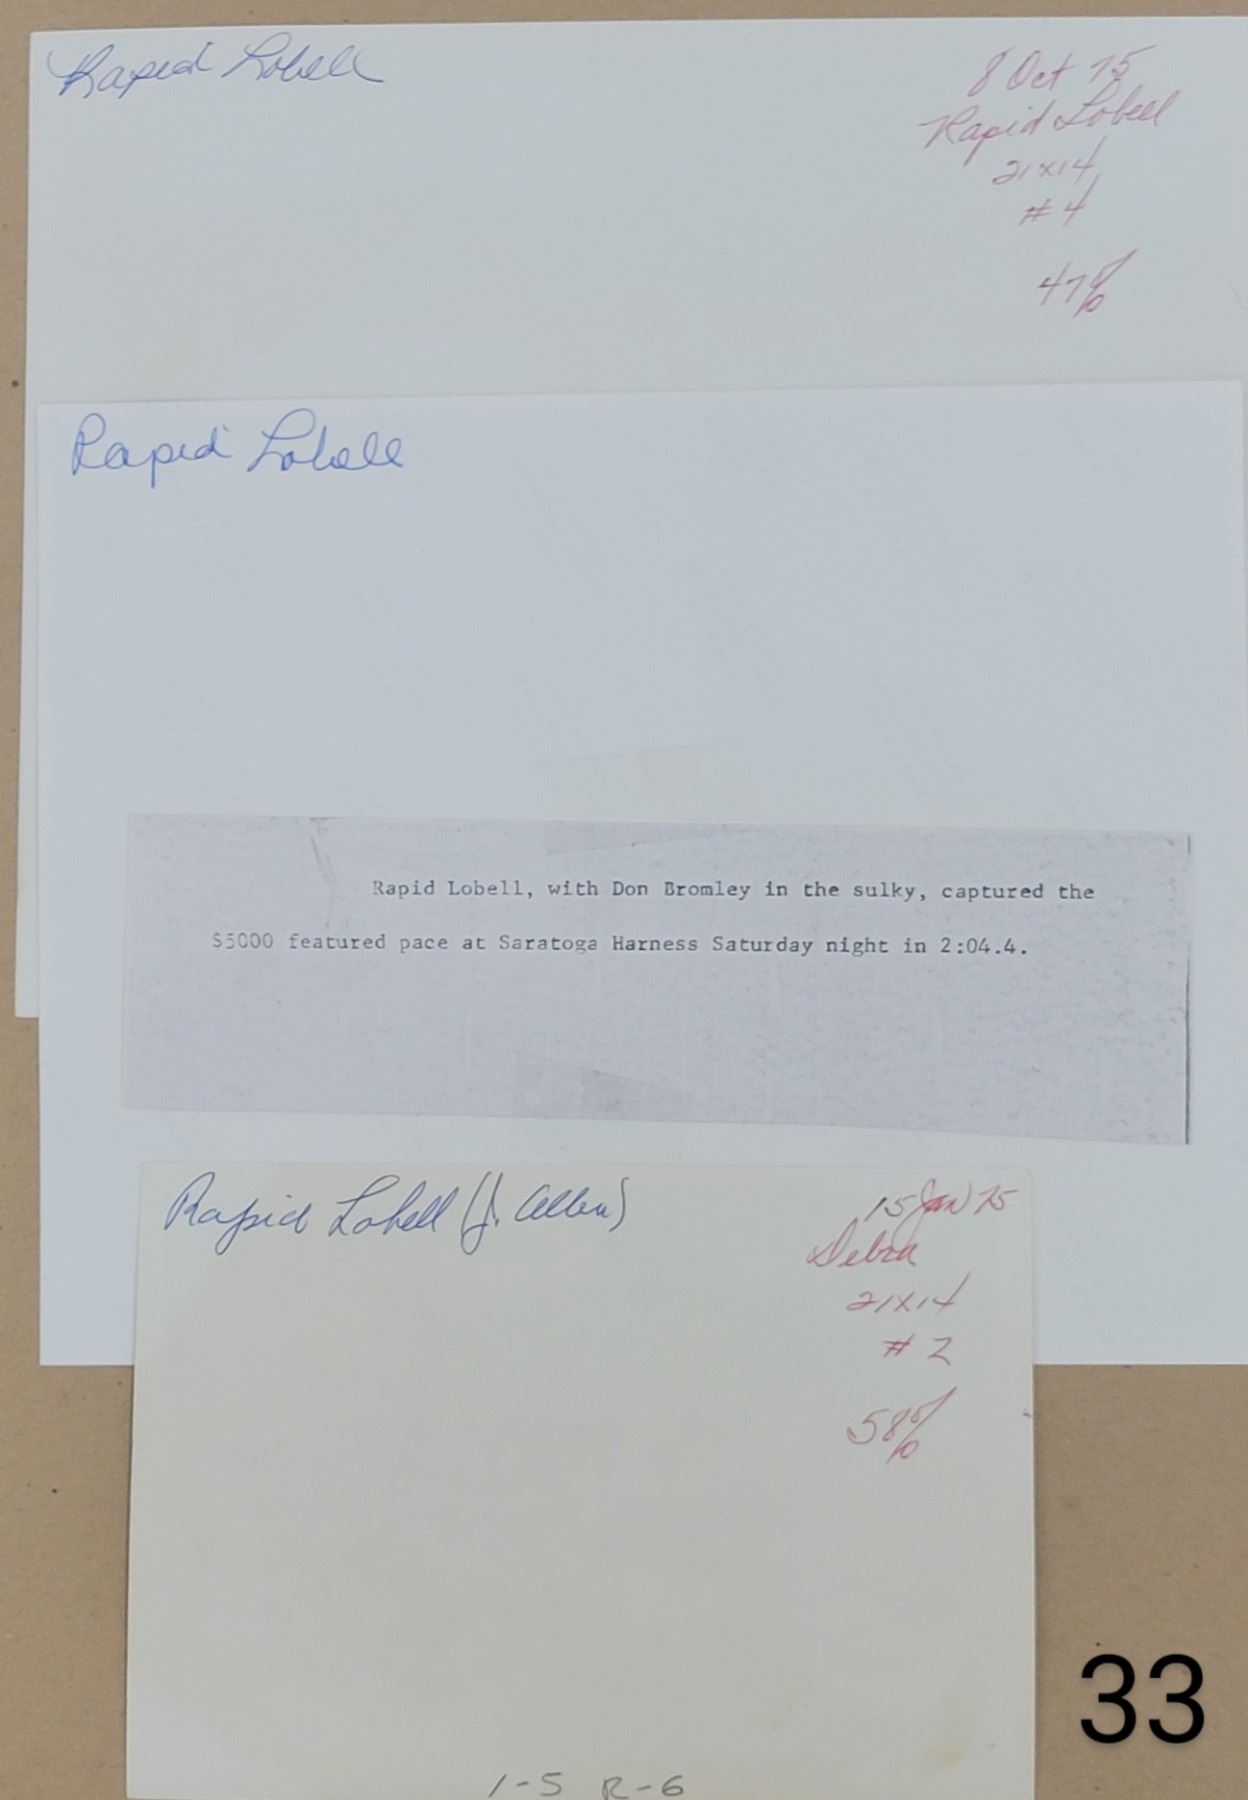 Rapid Lobell
8 Oct 75
Rapid Lobell
21x14
#4
47%
Rapid Lobell
Rapid Lobell, with Don Bromley in the sulky, captured the
$5000 featured pace at Saratoga Harness Saturday night in 2:04.4.
Rapid Lobell (J. Allen)
15 Jan 75
Debra
21x14
# 2
58%
1-5 R-6
33